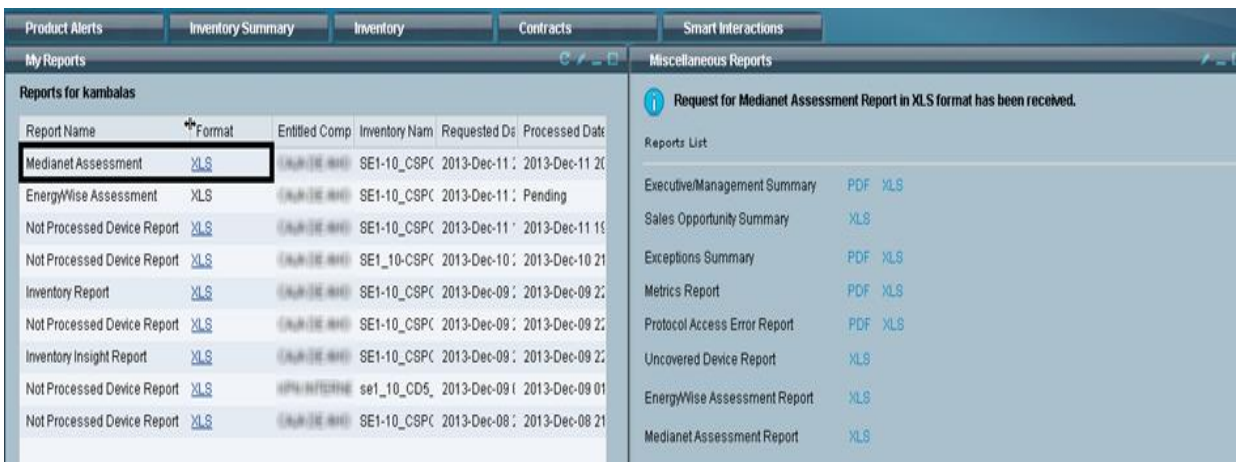 Product Alerts Inventory Summary Inventory Contracts Smart Interactions
My Reports
Reports for kambalas
Report Name Format Entitled Comp Inventory Nam Requested Da Processed Date
Medianet Assessment XLS SE1-10_CSPC 2013-Dec-11 2013-Dec-11 20
EnergyWise Assessment XLS SE1-10_CSPC 2013-Dec-11 Pending
Not Processed Device Report XLS SE1-10_CSPC 2013-Dec-11 2013-Dec-11 19
Not Processed Device Report XLS SE1_10-CSPC 2013-Dec-10 2013-Dec-10 21
Inventory Report XLS SE1-10_CSPC 2013-Dec-09 2013-Dec-09 22
Not Processed Device Report XLS SE1-10_CSPC 2013-Dec-09 2013-Dec-09 22
Inventory Insight Report XLS SE1-10_CSPC 2013-Dec-09 2013-Dec-09 22
Not Processed Device Report XLS se1_10_CD5_ 2013-Dec-09 2013-Dec-09 01
Not Processed Device Report XLS SE1-10_CSPC 2013-Dec-08 2013-Dec-08 21
Miscellaneous Reports
Request for Medianet Assessment Report in XLS format has been received.
Reports List
Executive/Management Summary PDF XLS
Sales Opportunity Summary XLS
Exceptions Summary PDF XLS
Metrics Report PDF XLS
Protocol Access Error Report PDF XLS
Uncovered Device Report XLS
EnergyWise Assessment Report XLS
Medianet Assessment Report XLS